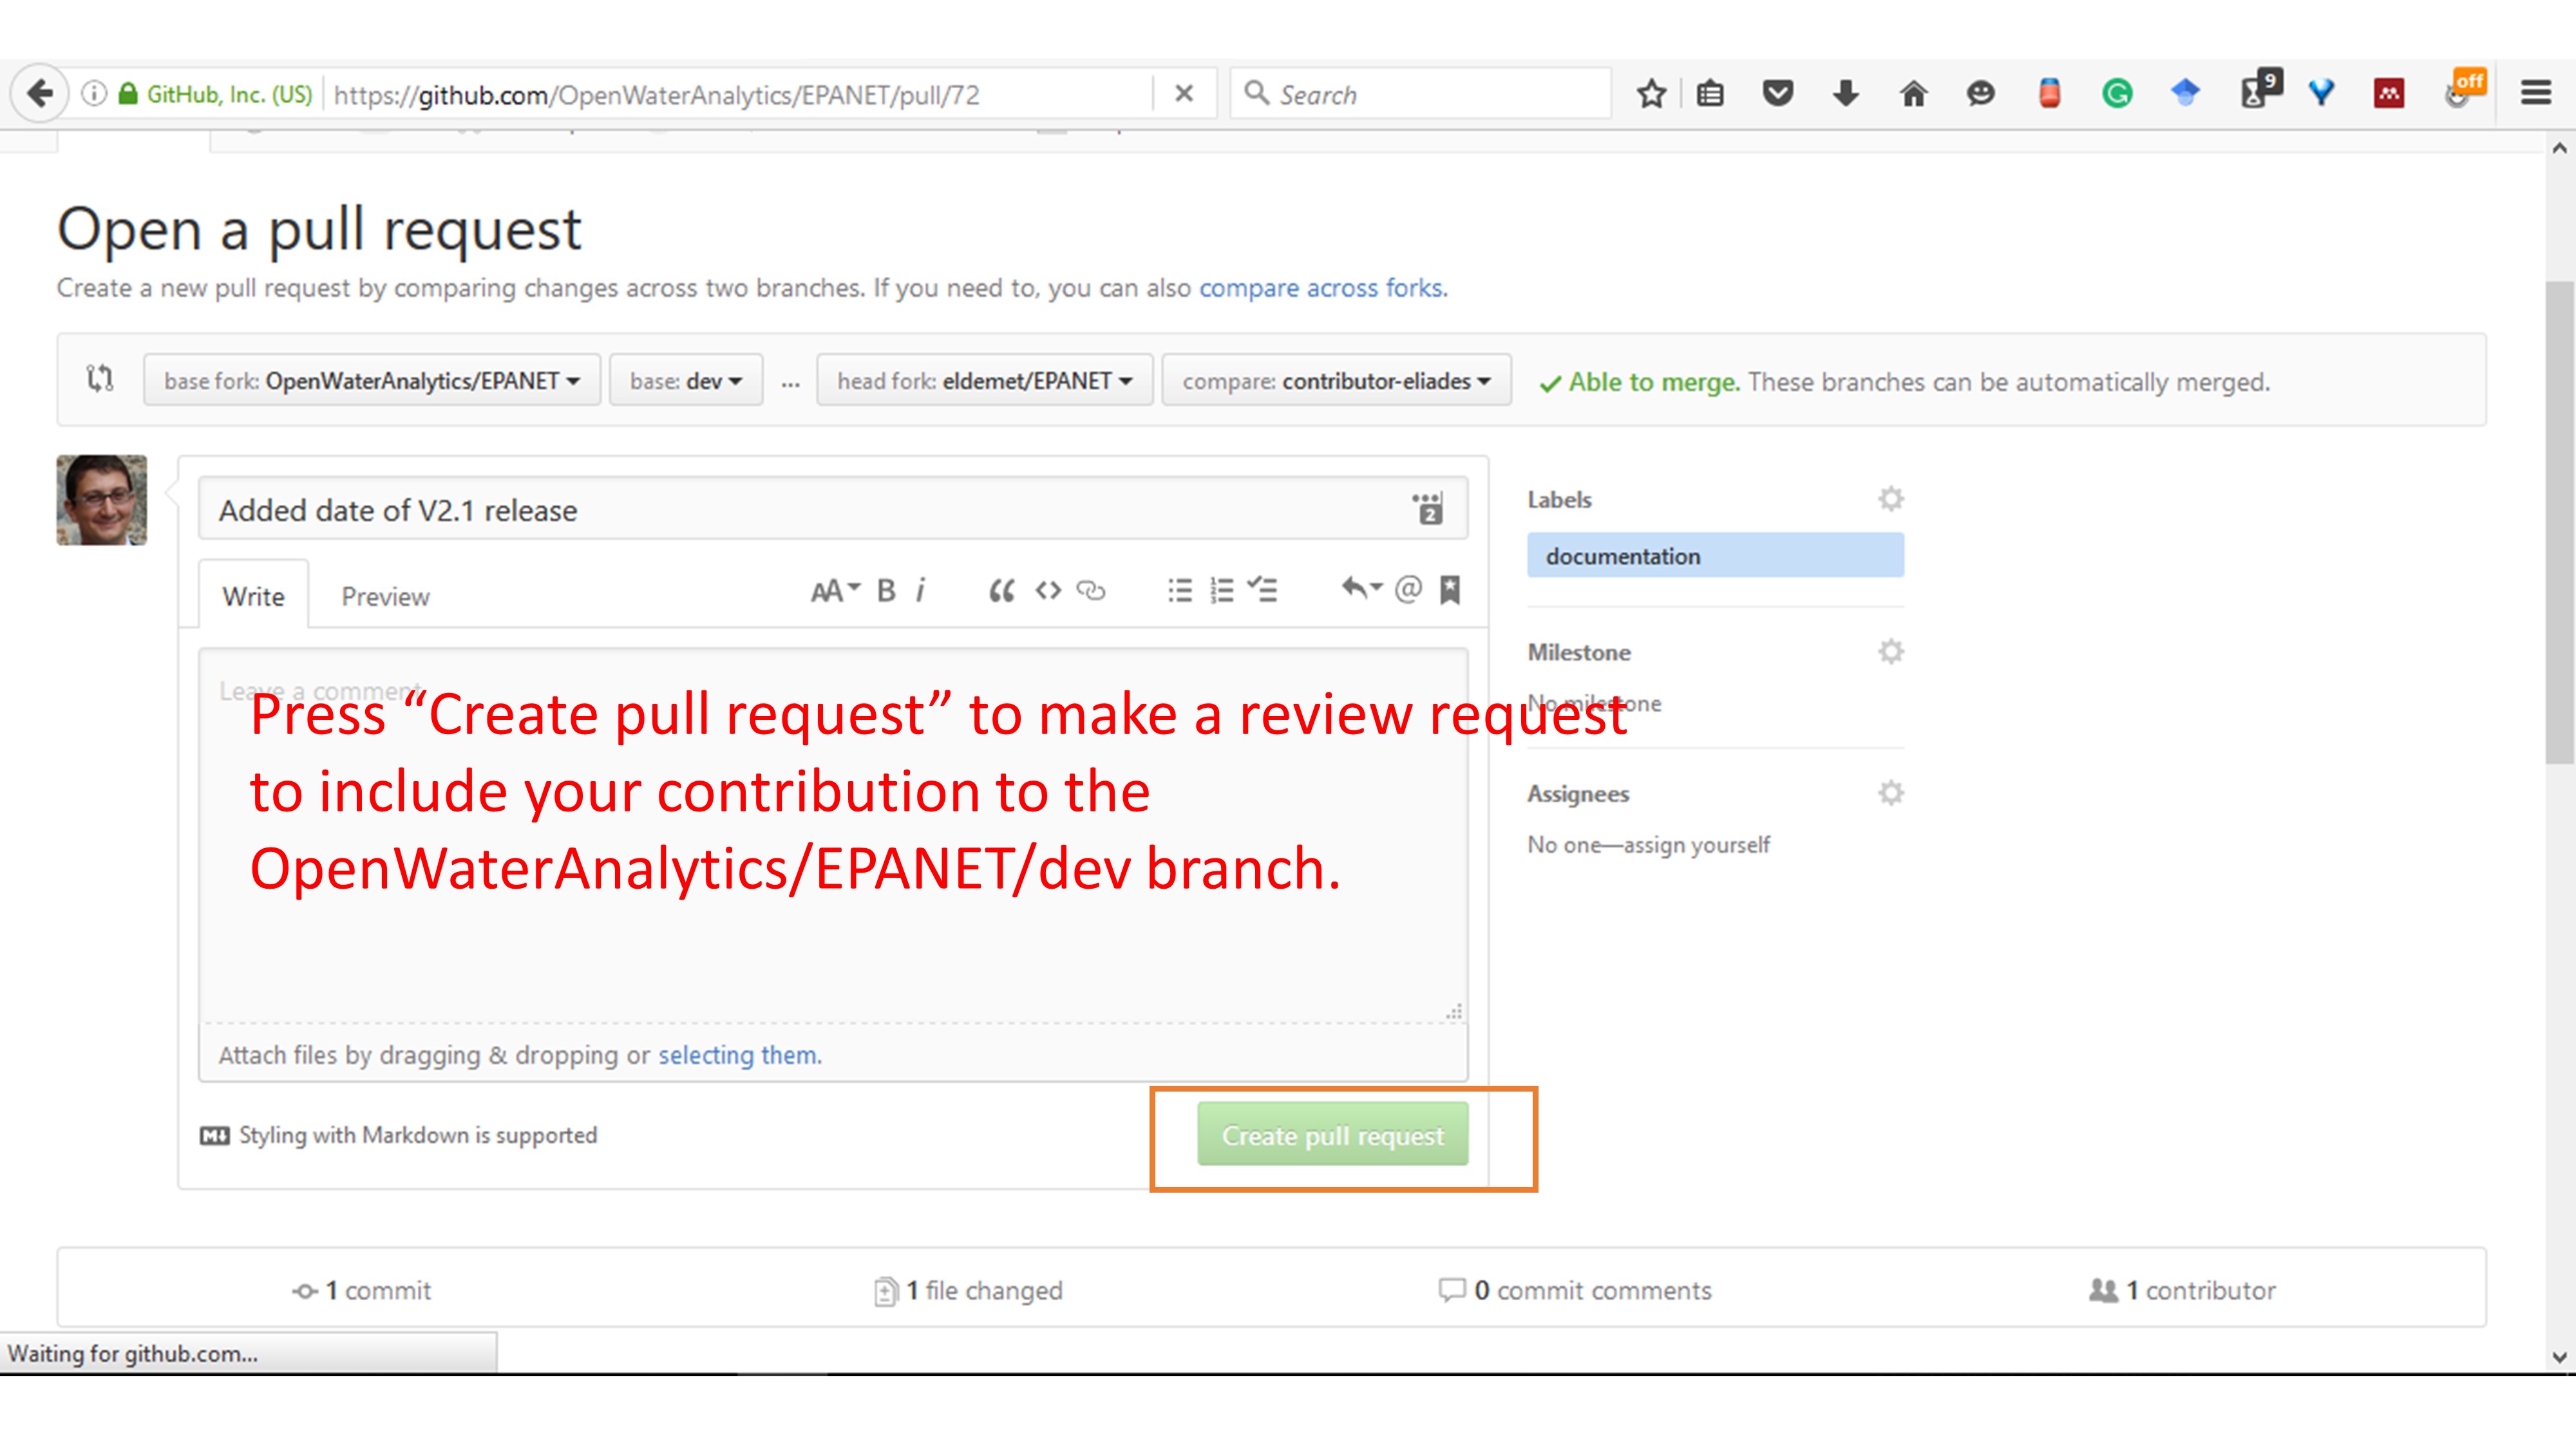 GitHub, Inc. (US) https://github.com/OpenWaterAnalytics/EPANET/pull/72 Search 9 off
Open a pull request
Create a new pull request by comparing changes across two branches. If you need to, you can also compare across forks.
base fork: OpenWaterAnalytics/EPANET base: dev ... head fork: eldemet/EPANET compare: contributor-eliades Able to merge. These branches can be automatically merged.
Added date of V2.1 release 2
Labels
documentation
Write Preview AA B i “ <> @
Milestone
No milestone
Leave a comment
Press “Create pull request” to make a review request
to include your contribution to the
OpenWaterAnalytics/EPANET/dev branch.
Assignees
No one—assign yourself
Attach files by dragging & dropping or selecting them.
Styling with Markdown is supported
Create pull request
1 commit 1 file changed 0 commit comments 1 contributor
Waiting for github.com...